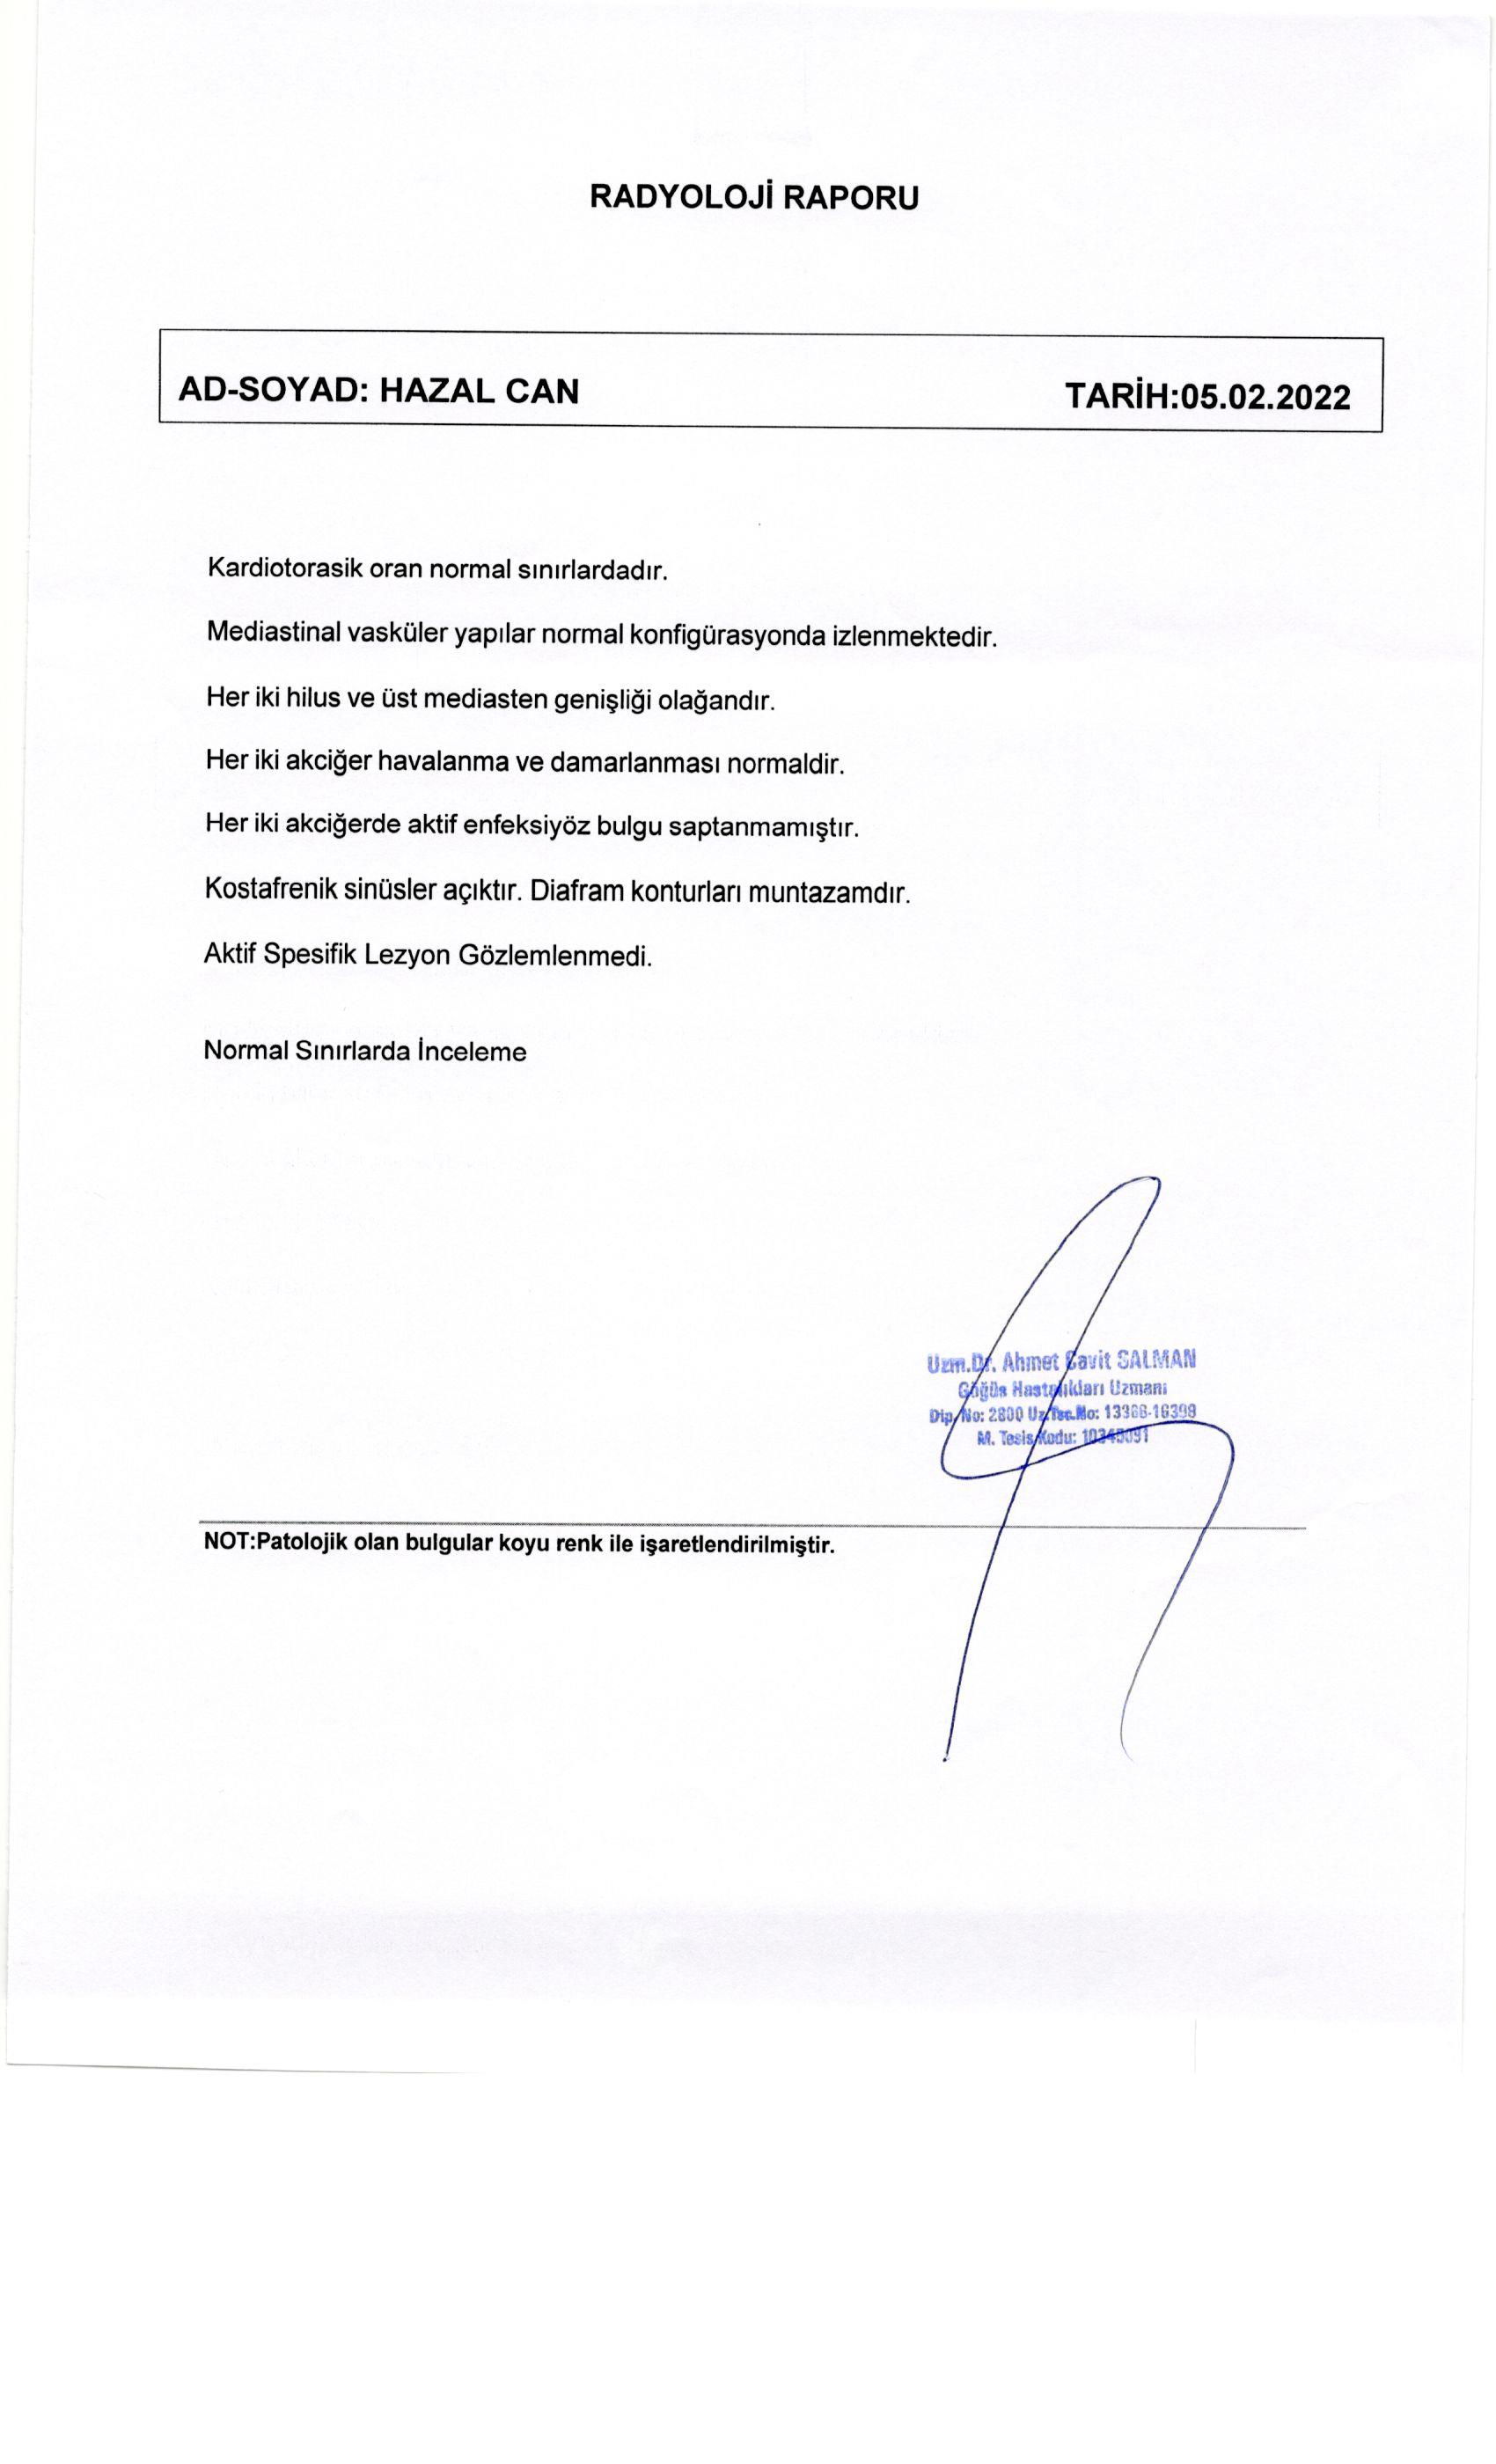 RADYOLOJİ RAPORU
AD-SOYAD: HAZAL CAN TARİH:05.02.2022
Kardiotorasik oran normal sınırlardadır.
Mediastinal vasküler yapılar normal konfigürasyonda izlenmektedir.
Her iki hilus ve üst mediasten genişliği olağandır.
Her iki akciğer havalanma ve damarlanması normaldir.
Her iki akciğerde aktif enfeksiyöz bulgu saptanmamıştır.
Kostafrenik sinüsler açıktır. Diafram konturları muntazamdır.
Aktif Spesifik Lezyon Gözlemlenmedi.
Normal Sınırlarda İnceleme
Uzm.Dr. Ahmet Cavit SALMAN
Göğüs Hastalıkları Uzmanı
Dip. No: 2800 Uz.Tes.No:
M. Tesis Kodu:
NOT:Patolojik olan bulgular koyu renk ile işaretlendirilmiştir.